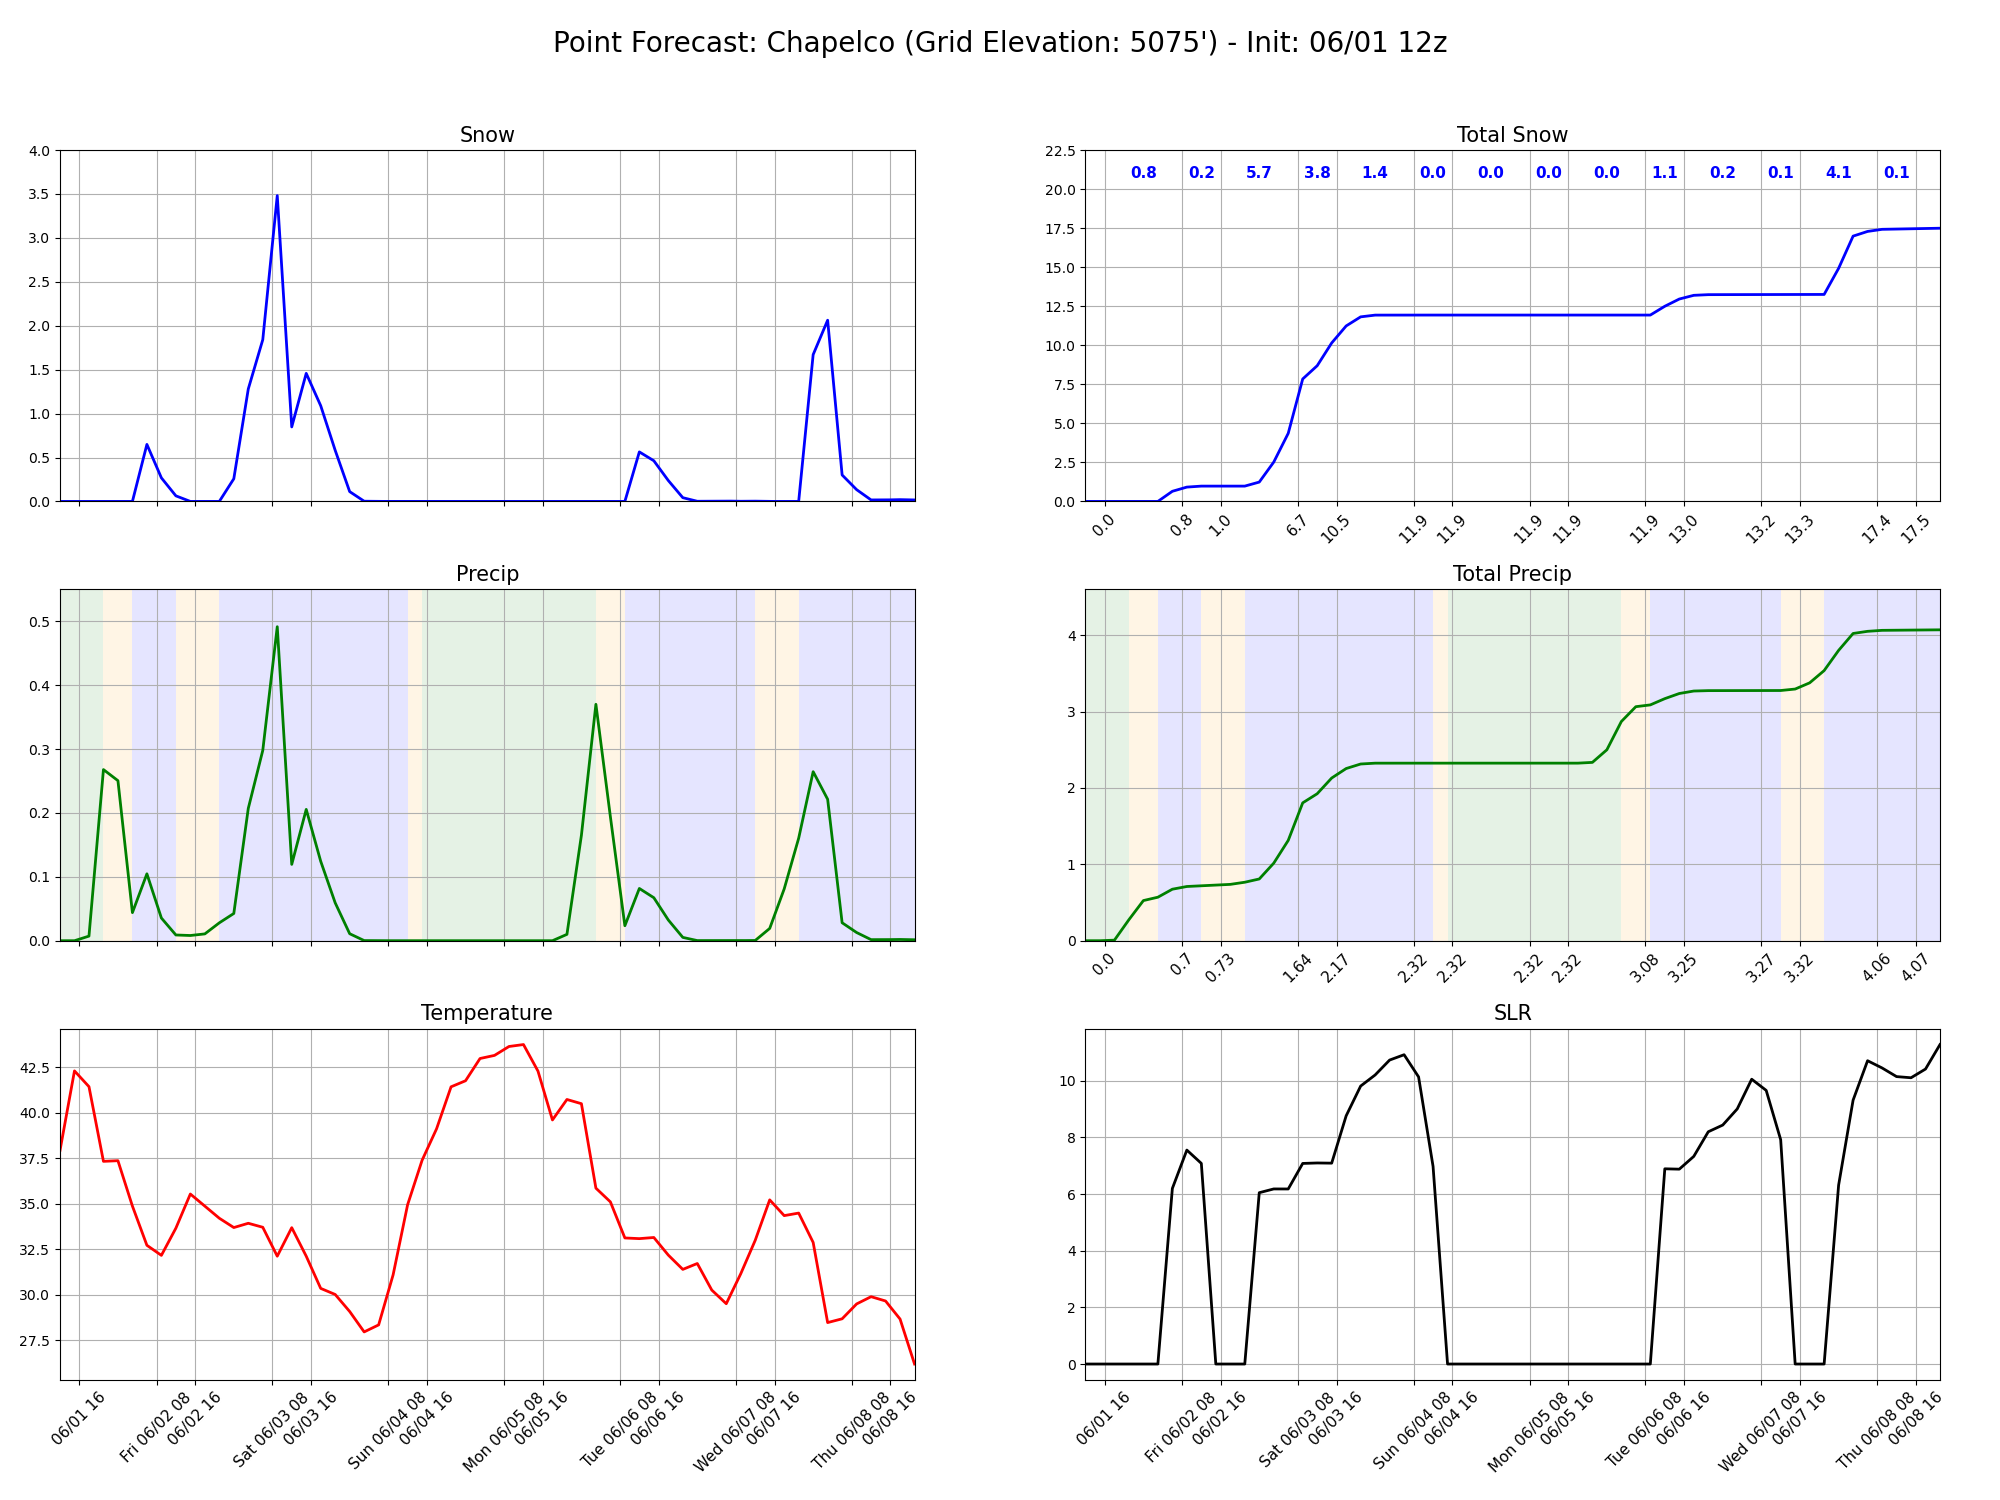 Point Forecast: Chapelco (Grid Elevation: 5075') - Init: 06/01 12z
Snow
4.0
3.5
3.0
2.5
2.0
1.5
1.0
0.5
0.0
Total Snow
22.5
20.0
17.5
15.0
12.5
10.0
7.5
5.0
2.5
0.0
0.8 0.2 5.7 3.8 1.4 0.0 0.0 0.0 0.0 1.1 0.2 0.1 4.1 0.1
0.0 0.8 1.0 6.7 10.5 11.9 11.9 11.9 11.9 11.9 13.0 13.2 13.3 17.4 17.5
Precip
0.5
0.4
0.3
0.2
0.1
0.0
Total Precip
4
3
2
1
0
0.0 0.7 0.73 1.64 2.17 2.32 2.32 2.32 2.32 3.08 3.25 3.27 3.32 4.06 4.07
Temperature
42.5
40.0
37.5
35.0
32.5
30.0
27.5
06/01 16
Fri 06/02 08
06/02 16
Sat 06/03 08
06/03 16
Sun 06/04 08
06/04 16
Mon 06/05 08
06/05 16
Tue 06/06 08
06/06 16
Wed 06/07 08
06/07 16
Thu 06/08 08
06/08 16
SLR
10
8
6
4
2
0
06/01 16
Fri 06/02 08
06/02 16
Sat 06/03 08
06/03 16
Sun 06/04 08
06/04 16
Mon 06/05 08
06/05 16
Tue 06/06 08
06/06 16
Wed 06/07 08
06/07 16
Thu 06/08 08
06/08 16